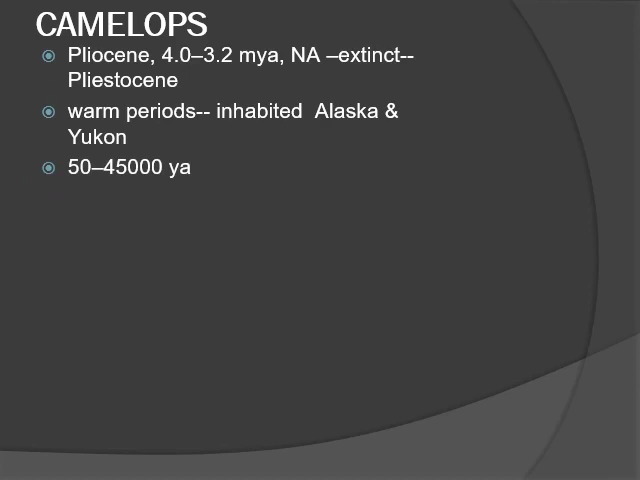 CAMELOPS
Pliocene, 4.0–3.2 mya, NA –extinct--
Pliestocene
warm periods-- inhabited  Alaska &
Yukon
50–45000 ya